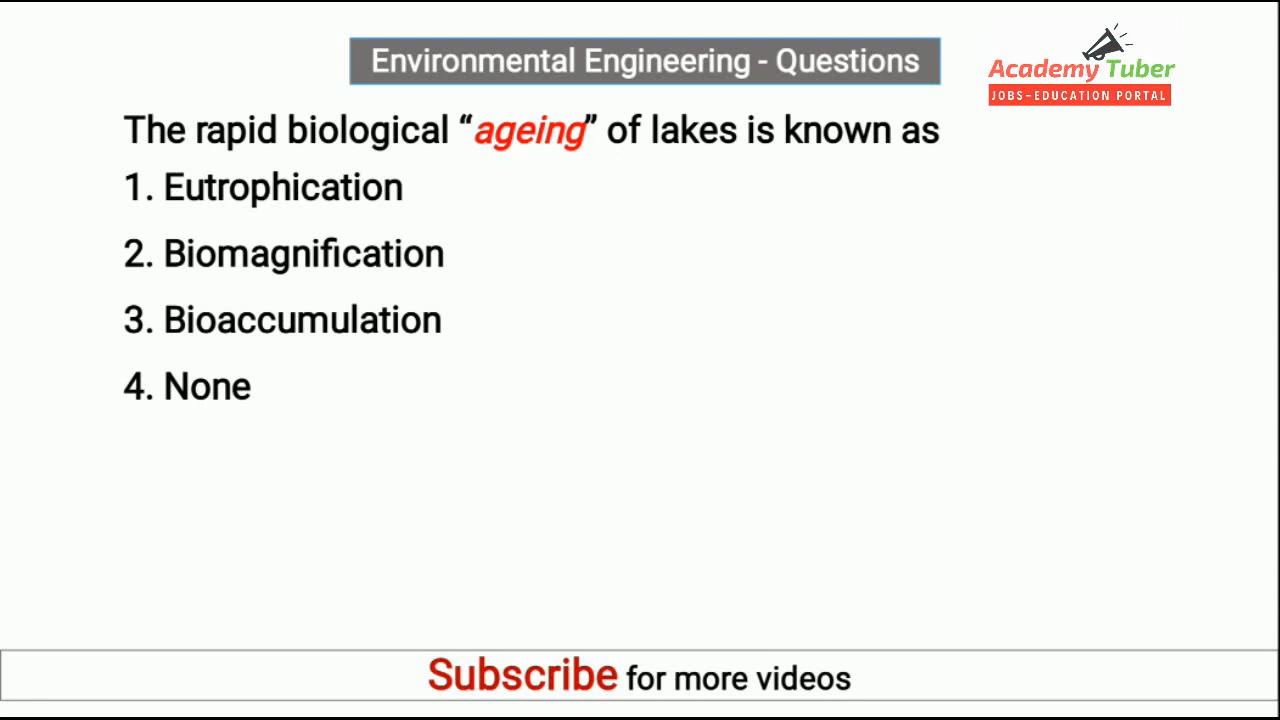 Environmental Engineering - Questions
Academy Tuber
JOBS-EDUCATION PORTAL
The rapid biological “ageing” of lakes is known as
1. Eutrophication
2. Biomagnification
3. Bioaccumulation
4. None
Subscribe for more videos